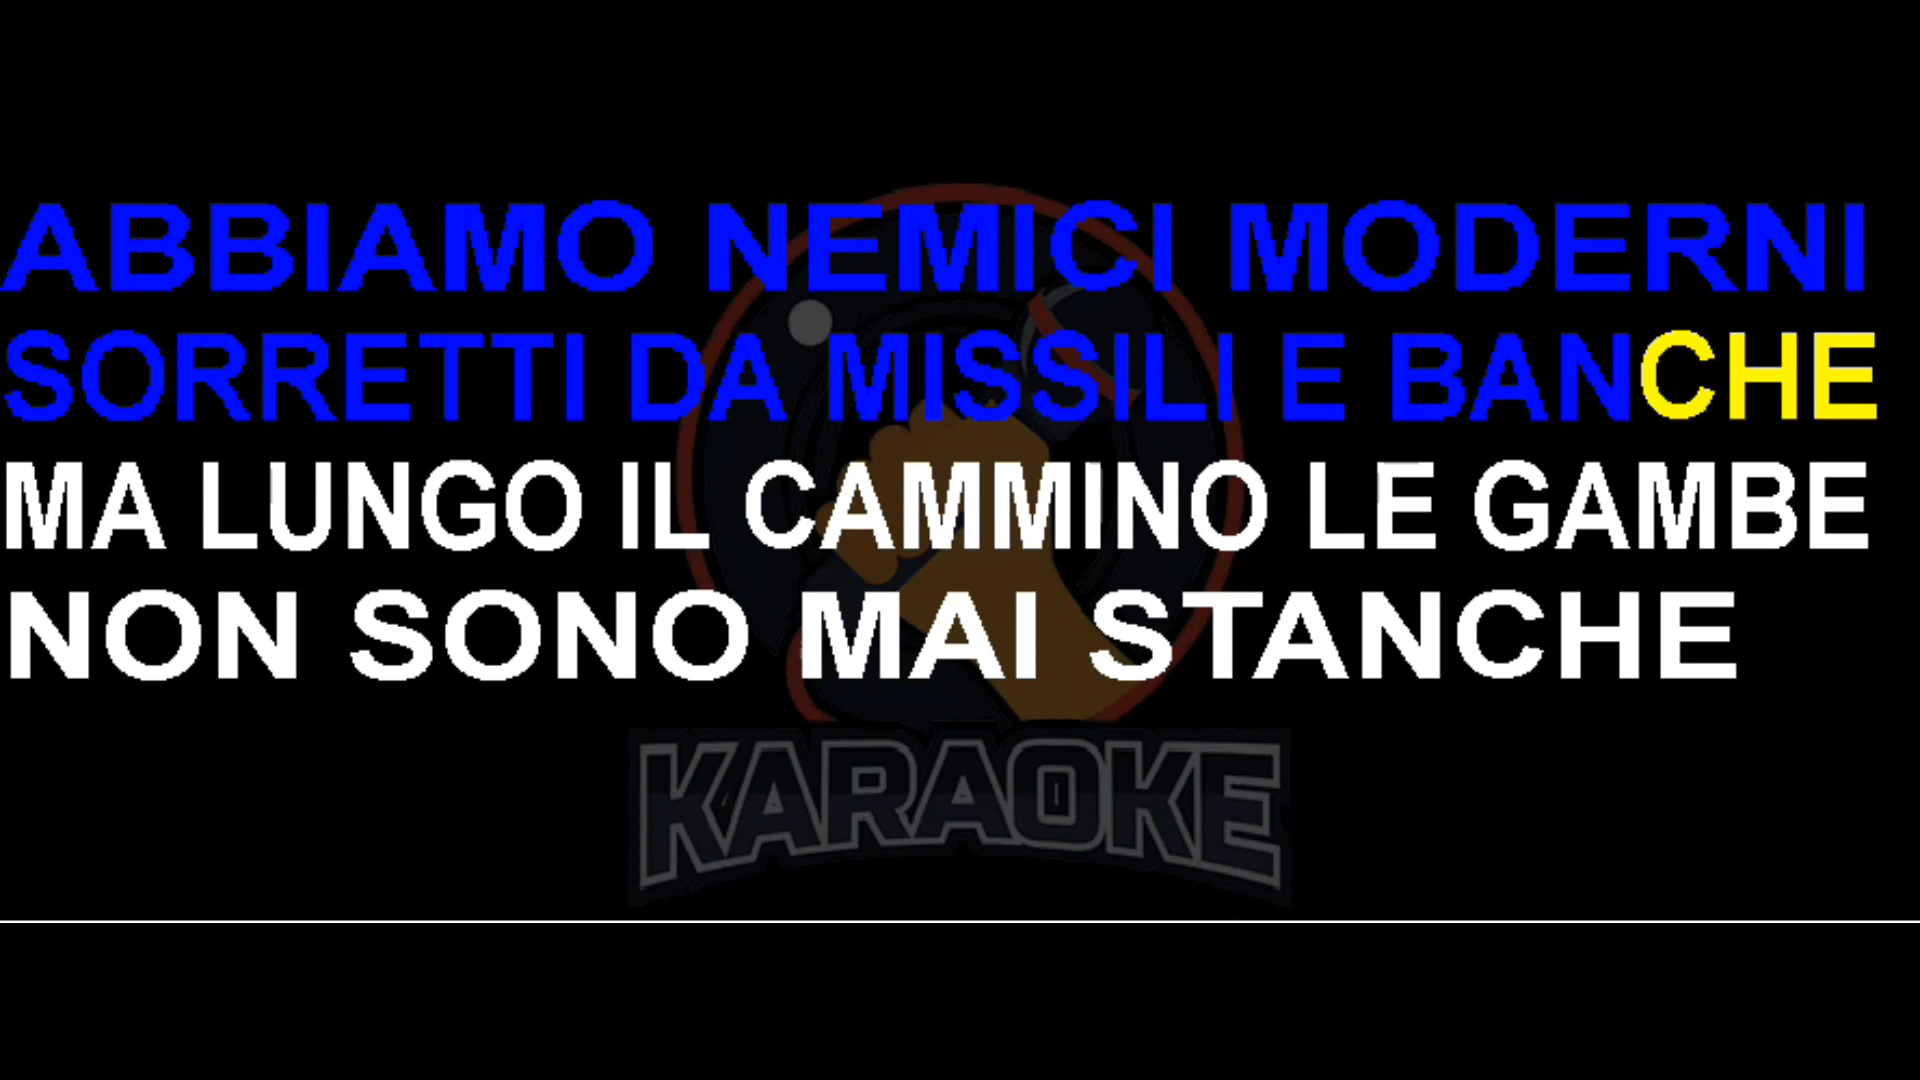 ABBIAMO NEMICI MODERNI
SORRETTI DA MISSILI E BANCHE
MA LUNGO IL CAMMINO LE GAMBE
NON SONO MAI STANCHE
KARAOKE